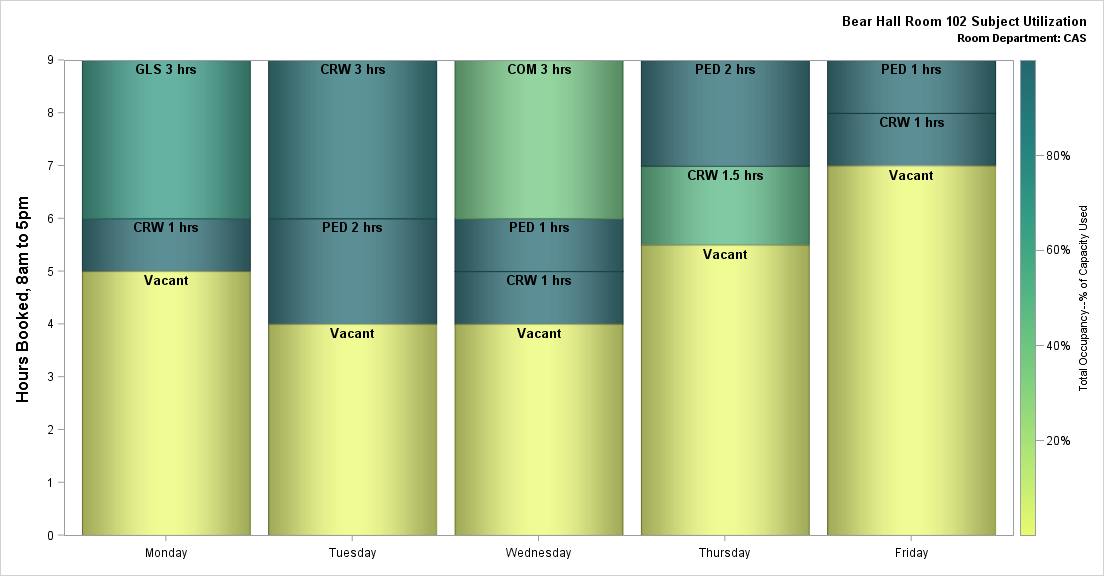 Bear Hall Room 102 Subject Utilization
Room Department: CAS
Hours Booked, 8am to 5pm
9
8
7
6
5
4
3
2
1
0
GLS 3 hrs
CRW 1 hrs
Vacant
CRW 3 hrs
PED 2 hrs
Vacant
COM 3 hrs
PED 1 hrs
CRW 1 hrs
Vacant
PED 2 hrs
CRW 1.5 hrs
Vacant
PED 1 hrs
CRW 1 hrs
Vacant
Monday
Tuesday
Wednesday
Thursday
Friday
80%
60%
40%
20%
Total Occupancy--% of Capacity Used